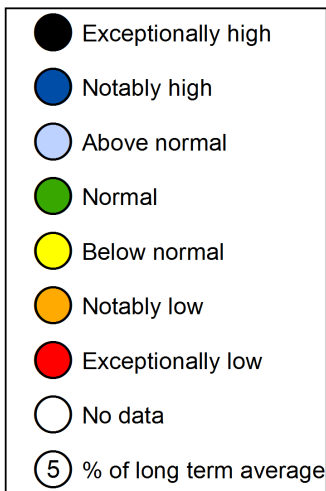 Exceptionally high
Notably high
Above normal
Normal
Below normal
Notably low
Exceptionally low
No data
5 % of long term average